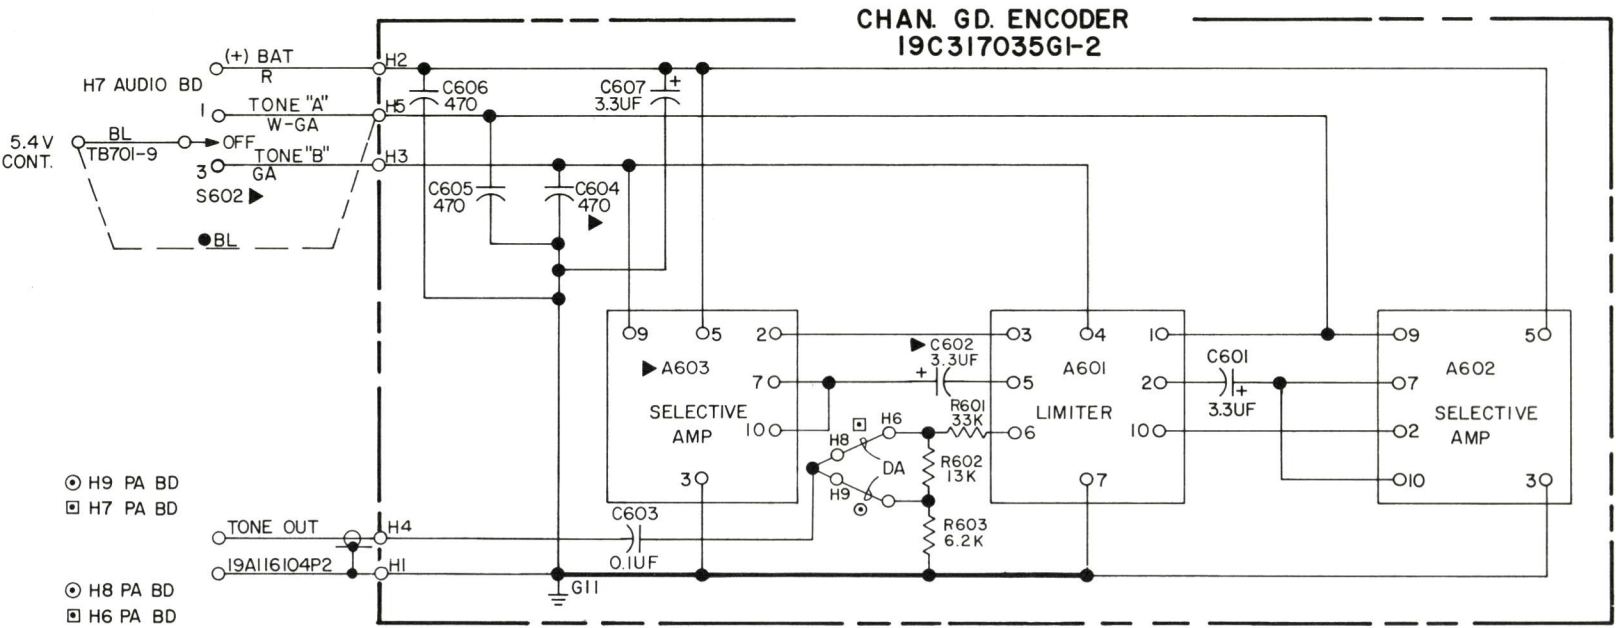 CHAN. GD. ENCODER
19C317035G1-2
(+) BAT
R
H2
H7 AUDIO BD
C606
470
C607
3.3UF
+
1
TONE "A"
W-GA
H5
5.4V
CONT.
BL
TB701-9
OFF
3
TONE "B"
GA
H3
S602
C605
470
C604
470
BL
9
5
2
3
4
1
9
5
C602
3.3UF
+
A603
7
5
A601
2
C601
+
3.3UF
7
A602
SELECTIVE
AMP
10
H8
H6
R601
33K
6
LIMITER
10
2
SELECTIVE
AMP
DA
R602
13K
H9
3
7
10
3
H9 PA BD
H7 PA BD
TONE OUT
H4
C603
0.1UF
R603
6.2K
19A116104P2
H1
G11
H8 PA BD
H6 PA BD